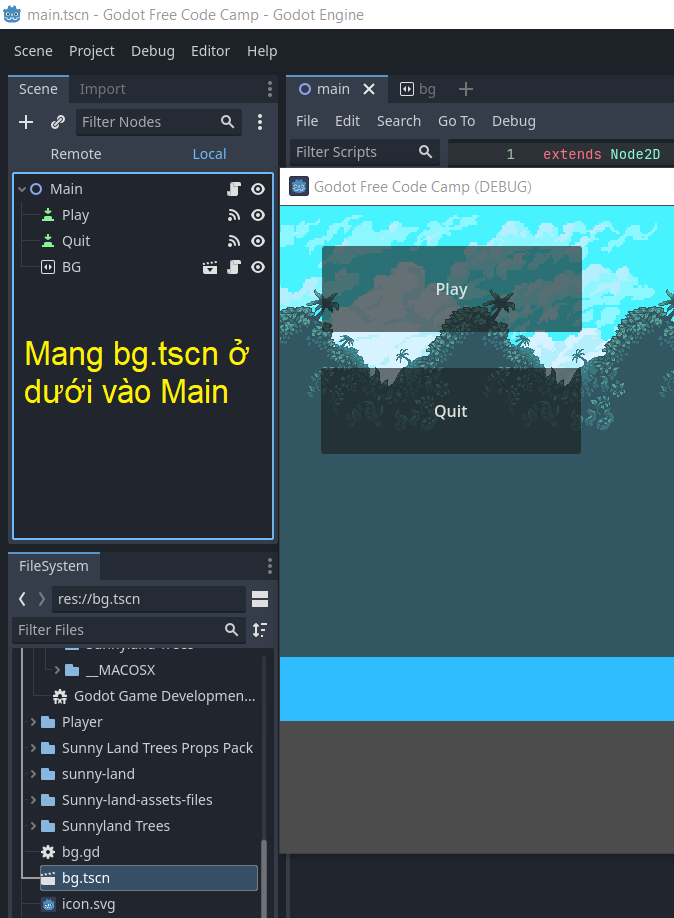 main.tscn - Godot Free Code Camp - Godot Engine
Scene Project Debug Editor Help
Scene Import
main bg
Filter Nodes
File Edit Search Go To Debug
Remote Local
Filter Scripts
1 extends Node2D
Main
Godot Free Code Camp (DEBUG)
Play
Quit
BG
Play
Mang bg.tscn ở
dưới vào Main
Quit
FileSystem
res://bg.tscn
Filter Files
__MACOSX
Godot Game Developmen...
Player
Sunny Land Trees Props Pack
sunny-land
Sunny-land-assets-files
Sunnyland Trees
bg.gd
bg.tscn
icon.svg